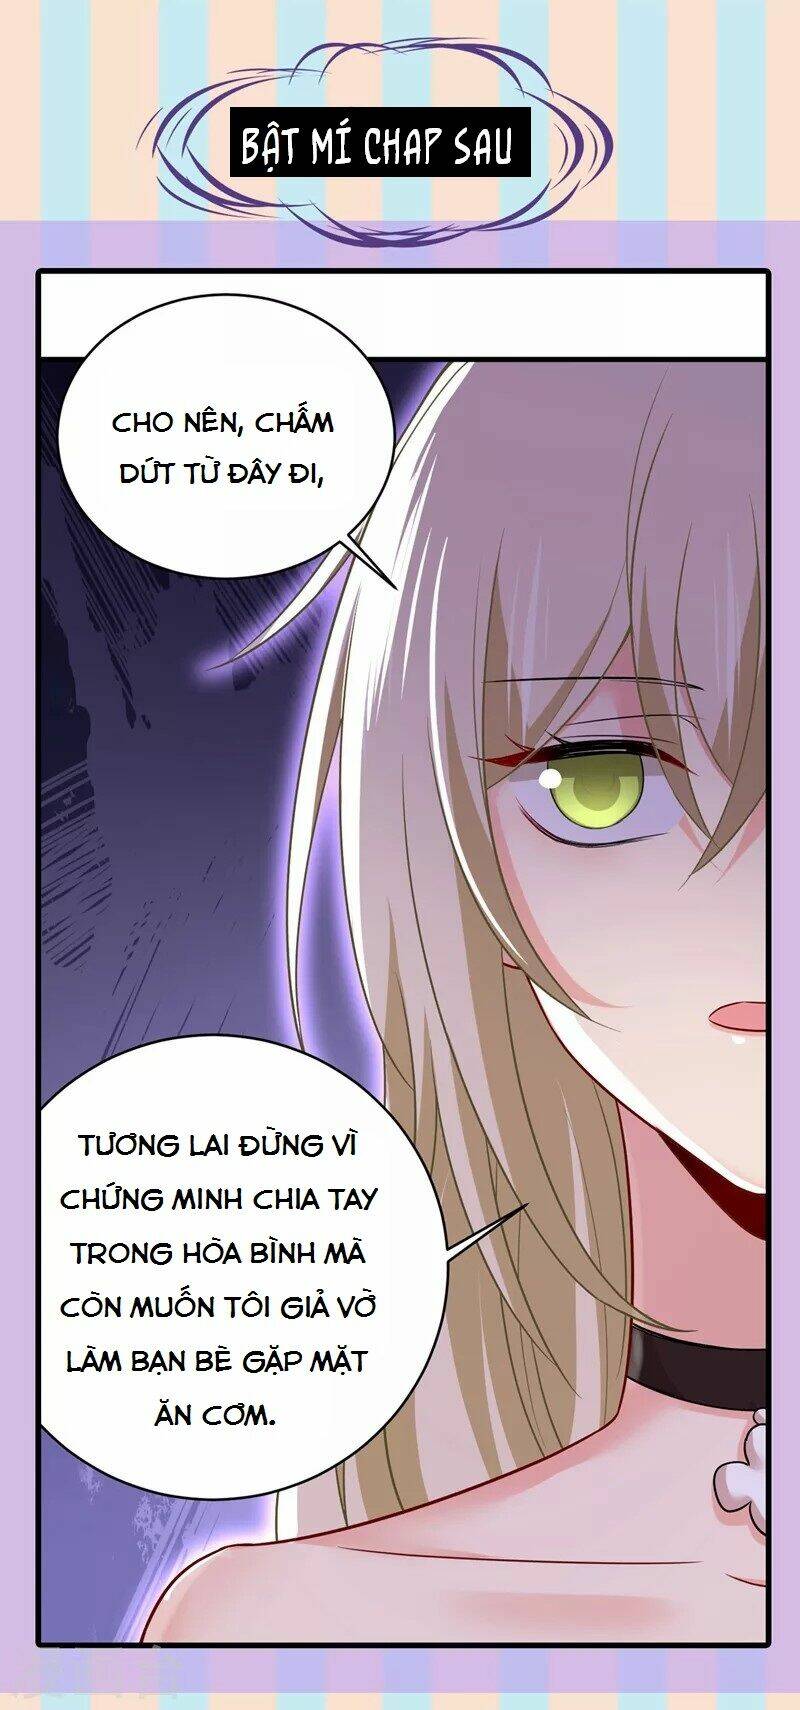 BẬT MÍ CHAP SAU
CHO NÊN, CHẤM
DỨT TỪ ĐÂY ĐI,
TƯƠNG LAI ĐỪNG VÌ
CHỨNG MINH CHIA TAY
TRONG HÒA BÌNH MÀ
CÒN MUỐN TÔI GIẢ VỜ
LÀM BẠN BÈ GẶP MẶT
ĂN CƠM.